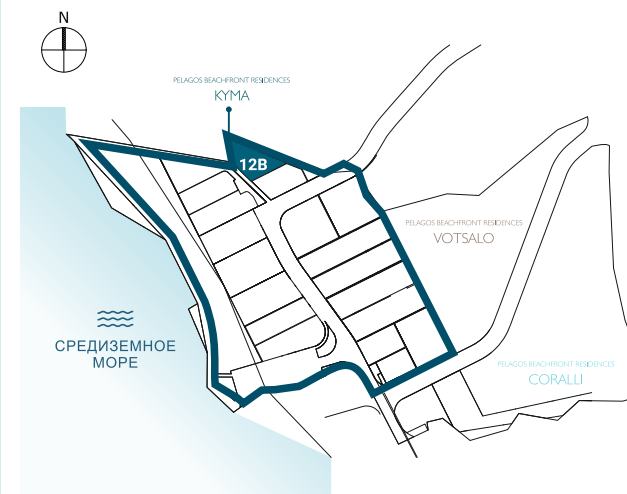 N
PELAGOS BEACHFRONT RESIDENCES
KYMA
12B
PELAGOS BEACHFRONT RESIDENCES
VOTSALO
СРЕДИЗЕМНОЕ
МОРЕ
PELAGOS BEACHFRONT RESIDENCES
CORALLI